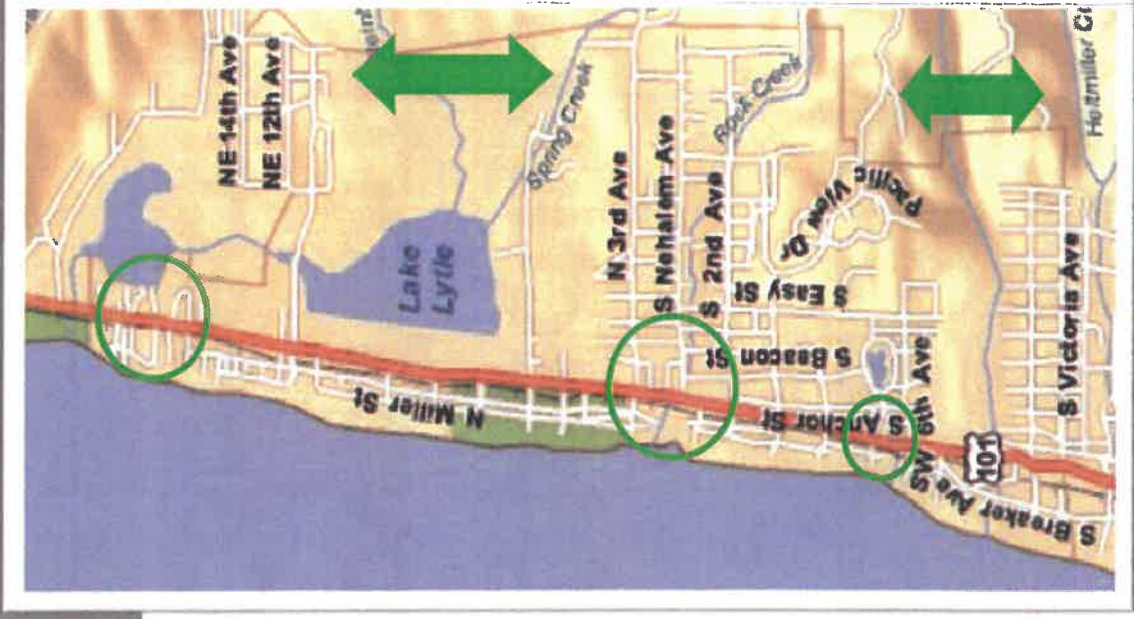 NE 14th Ave
NE 12th Ave
Spring Creek
Lake
Lytle
N Miller St
N 3rd Ave
S Nehalem Ave
S 2nd Ave
Rock Creek
Pacific View Dr
S Easy St
S Beacon St
S Anchor St
SW 6th Ave
101
S Breaker Ave
S Victoria Ave
Heitmiller